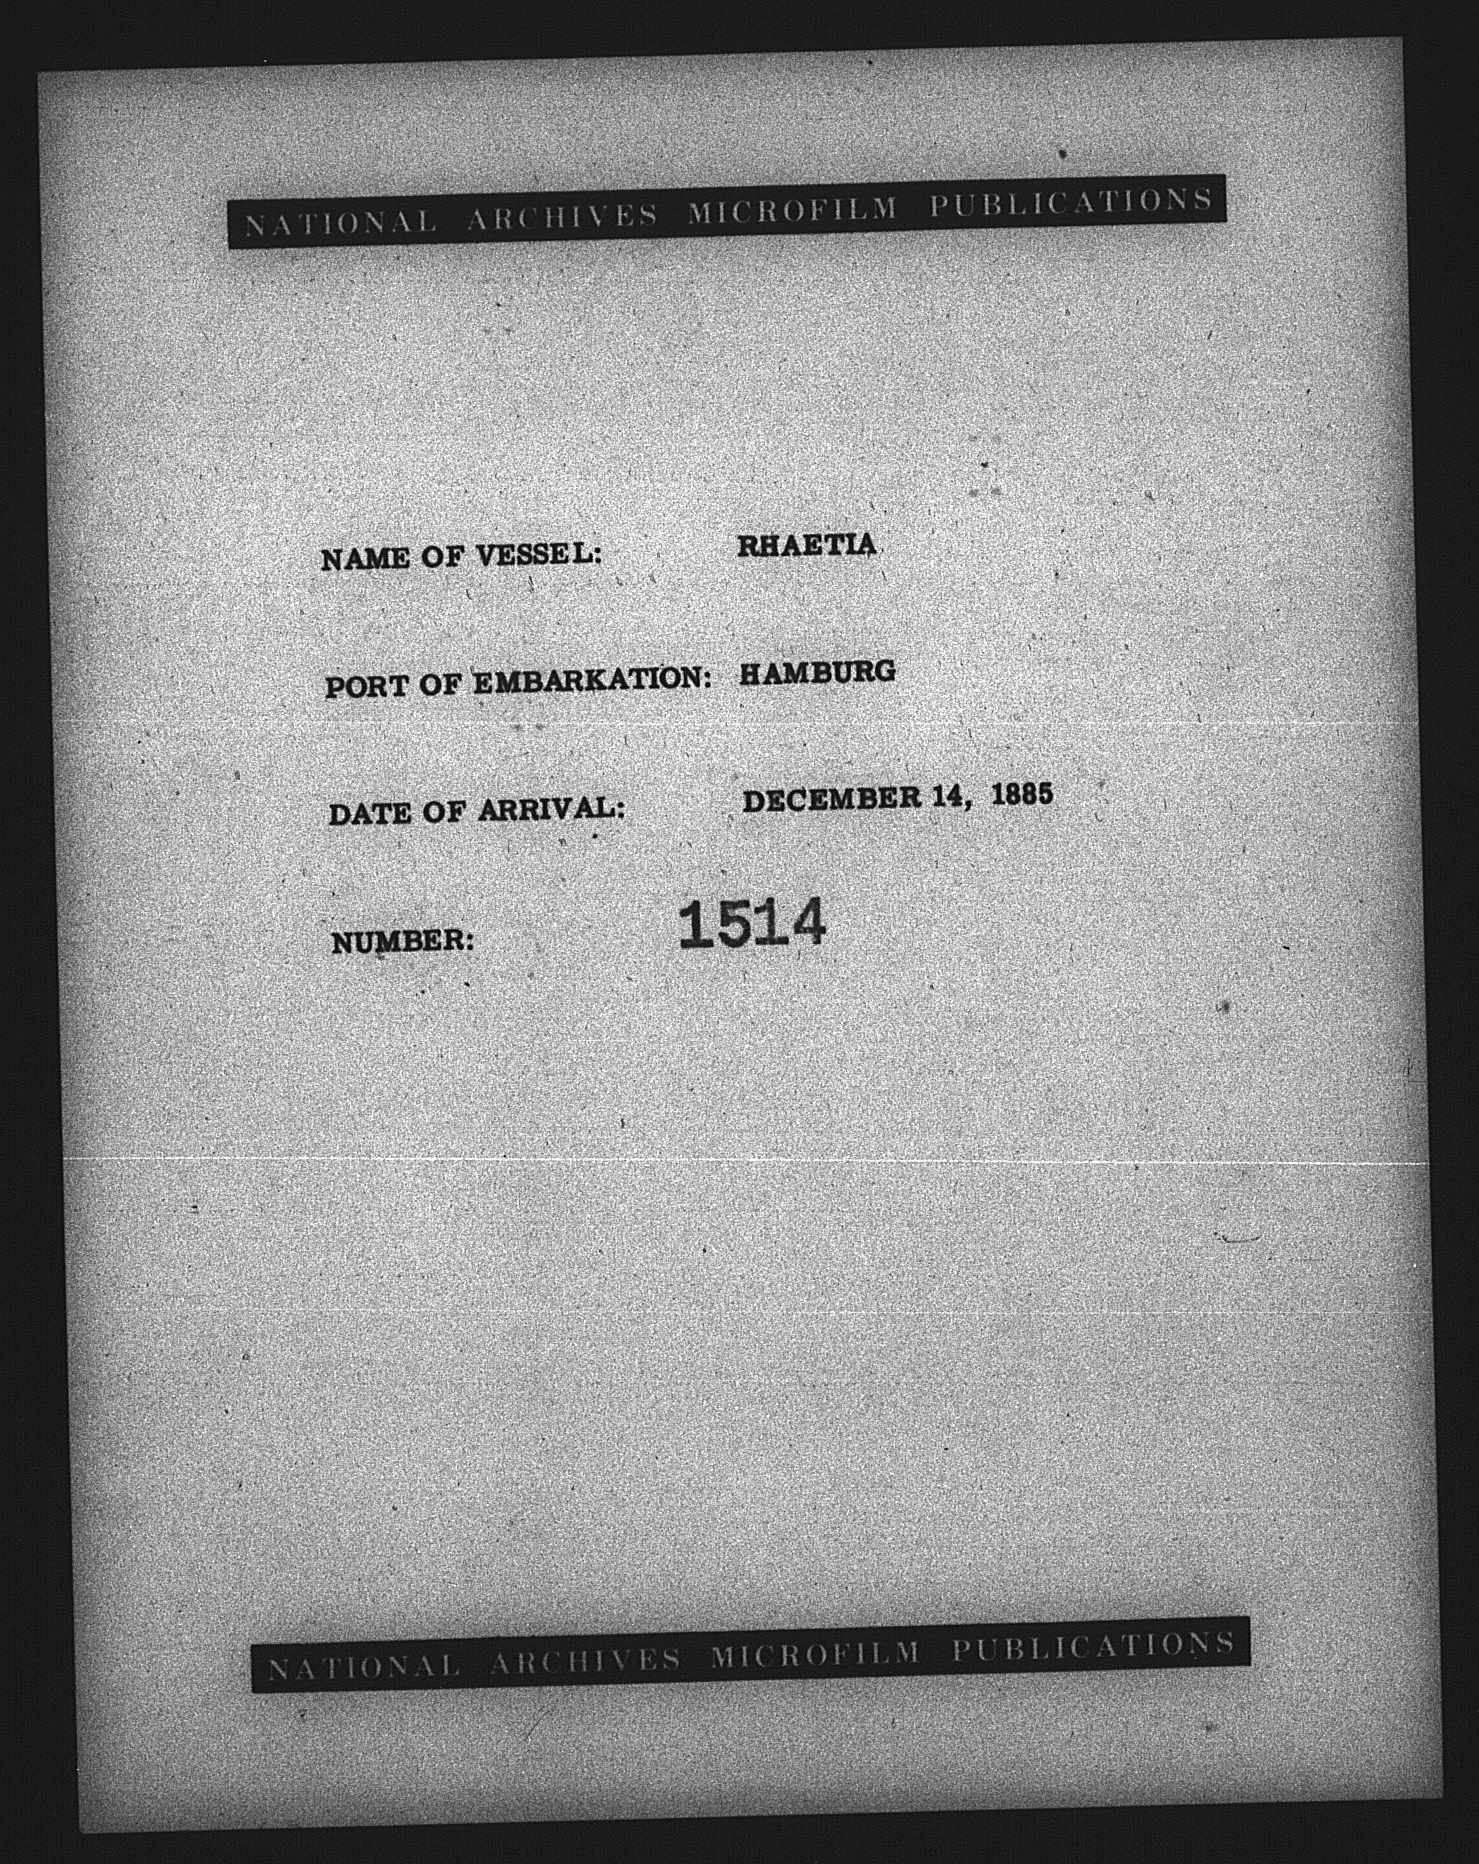 NATIONAL ARCHIVES MICROFILM PUBLICATIONS
NAME OF VESSEL: RHAETIA
PORT OF EMBARKATION: HAMBURG
DATE OF ARRIVAL: DECEMBER 14, 1885
NUMBER: 1514
NATIONAL ARCHIVES MICROFILM PUBLICATIONS